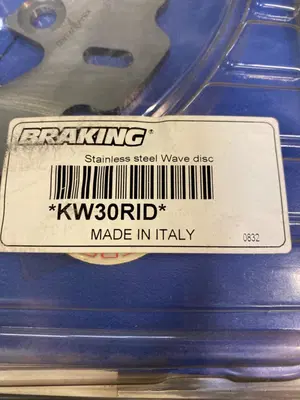 BRAKING®
Stainless steel Wave disc
*KW30RID*
MADE IN ITALY
0832